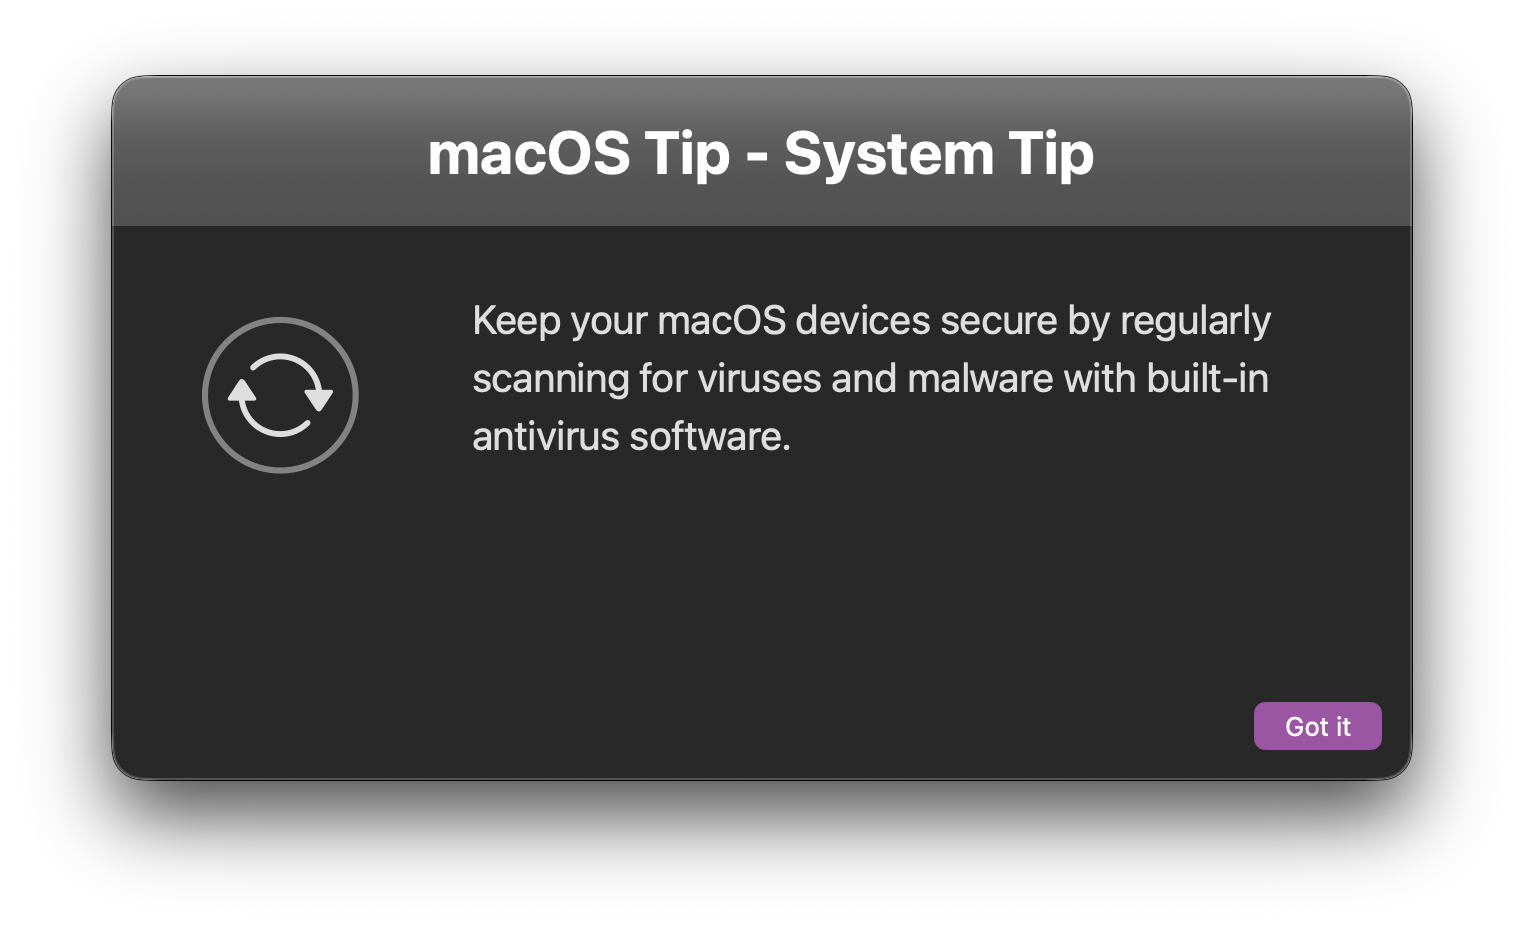 macOS Tip - System Tip
Keep your macOS devices secure by regularly
scanning for viruses and malware with built-in
antivirus software.
Got it